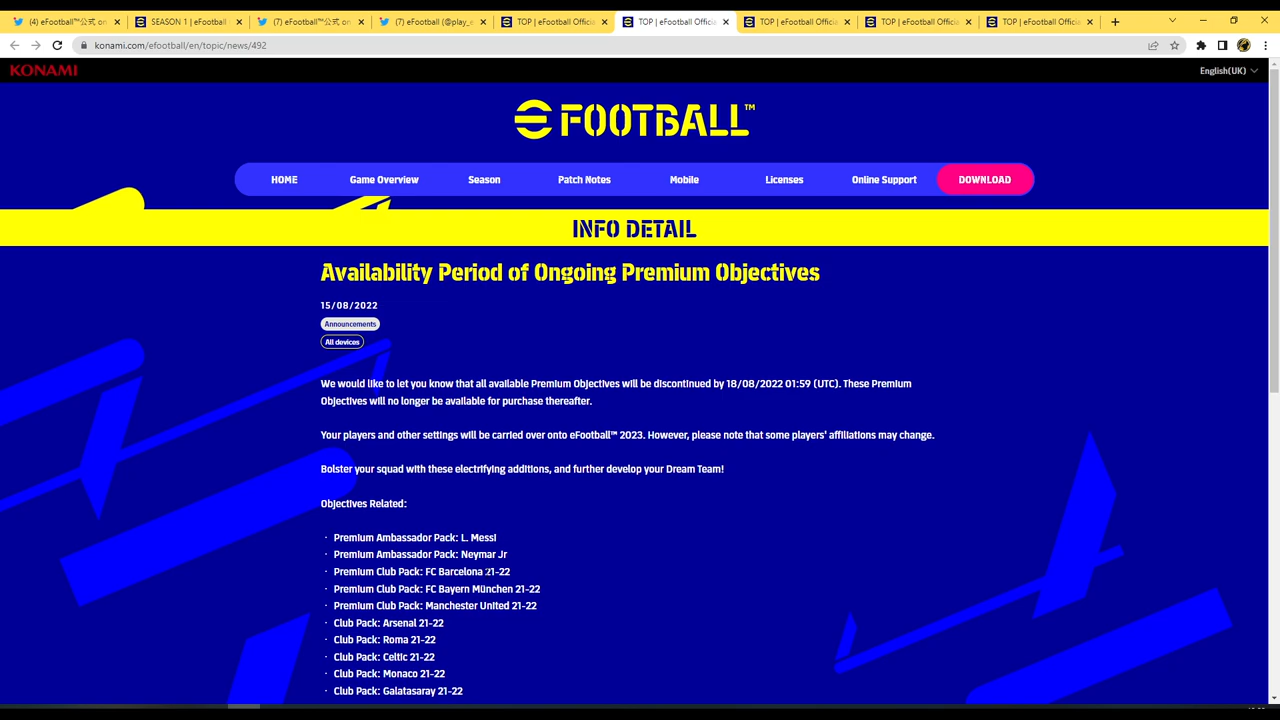 (4) eFootball™公式 on
SEASON 1 | eFootball
(7) eFootball™公式 on
(7) eFootball (@play_e
TOP | eFootball Officia
TOP | eFootball Officia
TOP | eFootball Officia
TOP | eFootball Officia
TOP | eFootball Officia
konami.com/efootball/en/topic/news/492
KONAMI
English(UK)
FOOTBALL™
HOME
Game Overview
Season
Patch Notes
Mobile
Licenses
Online Support
DOWNLOAD
INFO DETAIL
Availability Period of Ongoing Premium Objectives
15/08/2022
Announcements
All devices
We would like to let you know that all available Premium Objectives will be discontinued by 18/08/2022 01:59 (UTC). These Premium
Objectives will no longer be available for purchase thereafter.
Your players and other settings will be carried over onto eFootball™ 2023. However, please note that some players' affiliations may change.
Bolster your squad with these electrifying additions, and further develop your Dream Team!
Objectives Related:
・ Premium Ambassador Pack: L. Messi
・ Premium Ambassador Pack: Neymar Jr
・ Premium Club Pack: FC Barcelona 21-22
・ Premium Club Pack: FC Bayern München 21-22
・ Premium Club Pack: Manchester United 21-22
・ Club Pack: Arsenal 21-22
・ Club Pack: Roma 21-22
・ Club Pack: Celtic 21-22
・ Club Pack: Monaco 21-22
・ Club Pack: Galatasaray 21-22